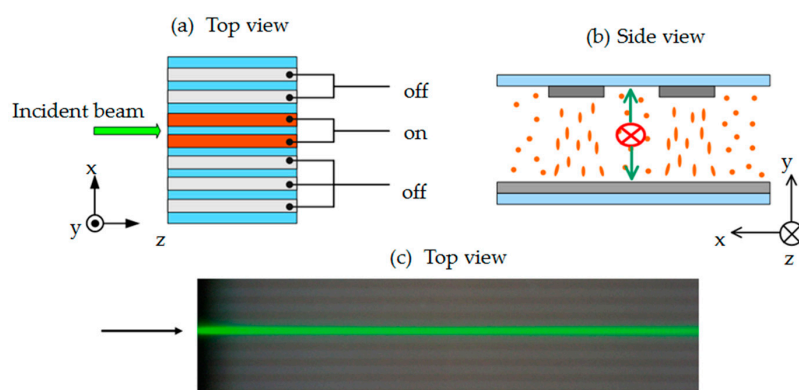 (a) Top view
(b) Side view
off
Incident beam
on
x
off
y
z
y
x
z
(c) Top view